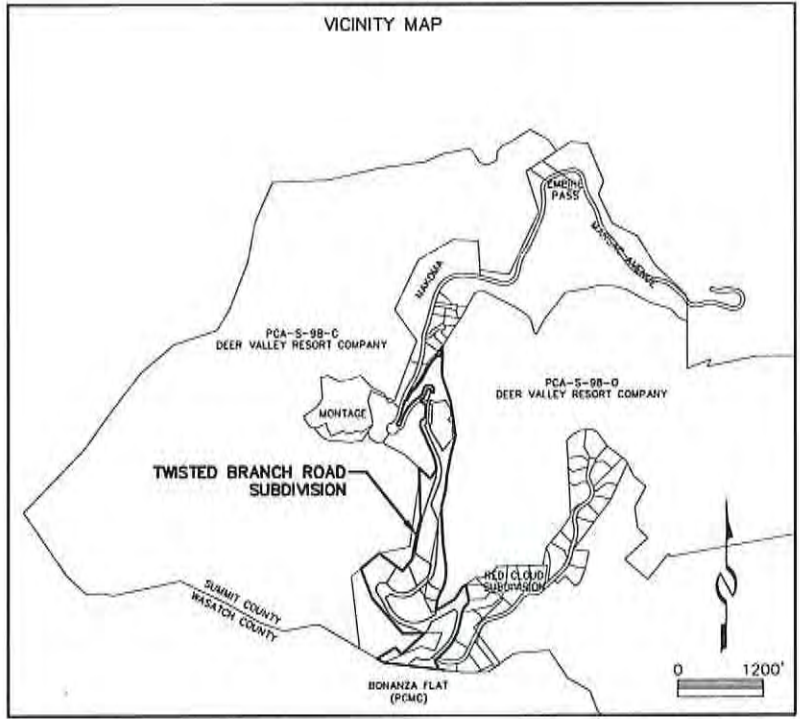 VICINITY MAP
EMPIRE
PASS
MARSAC AVENUE
NAKOMA
PCA-S-98-C
DEER VALLEY RESORT COMPANY
PCA-S-98-D
DEER VALLEY RESORT COMPANY
MONTAGE
TWISTED BRANCH ROAD
SUBDIVISION
RED CLOUD
SUBDIVISION
SUMMIT COUNTY
WASATCH COUNTY
BONANZA FLAT
(PCMC)
0 1200'